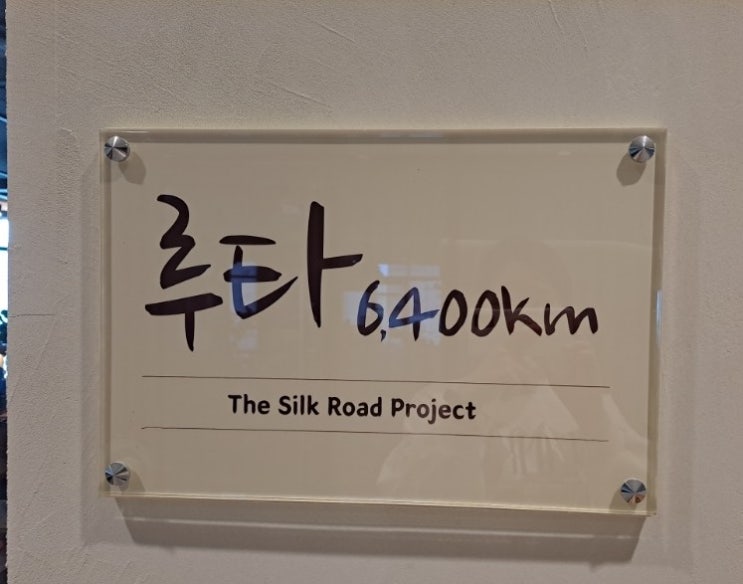 루타 6,400km
The Silk Road Project